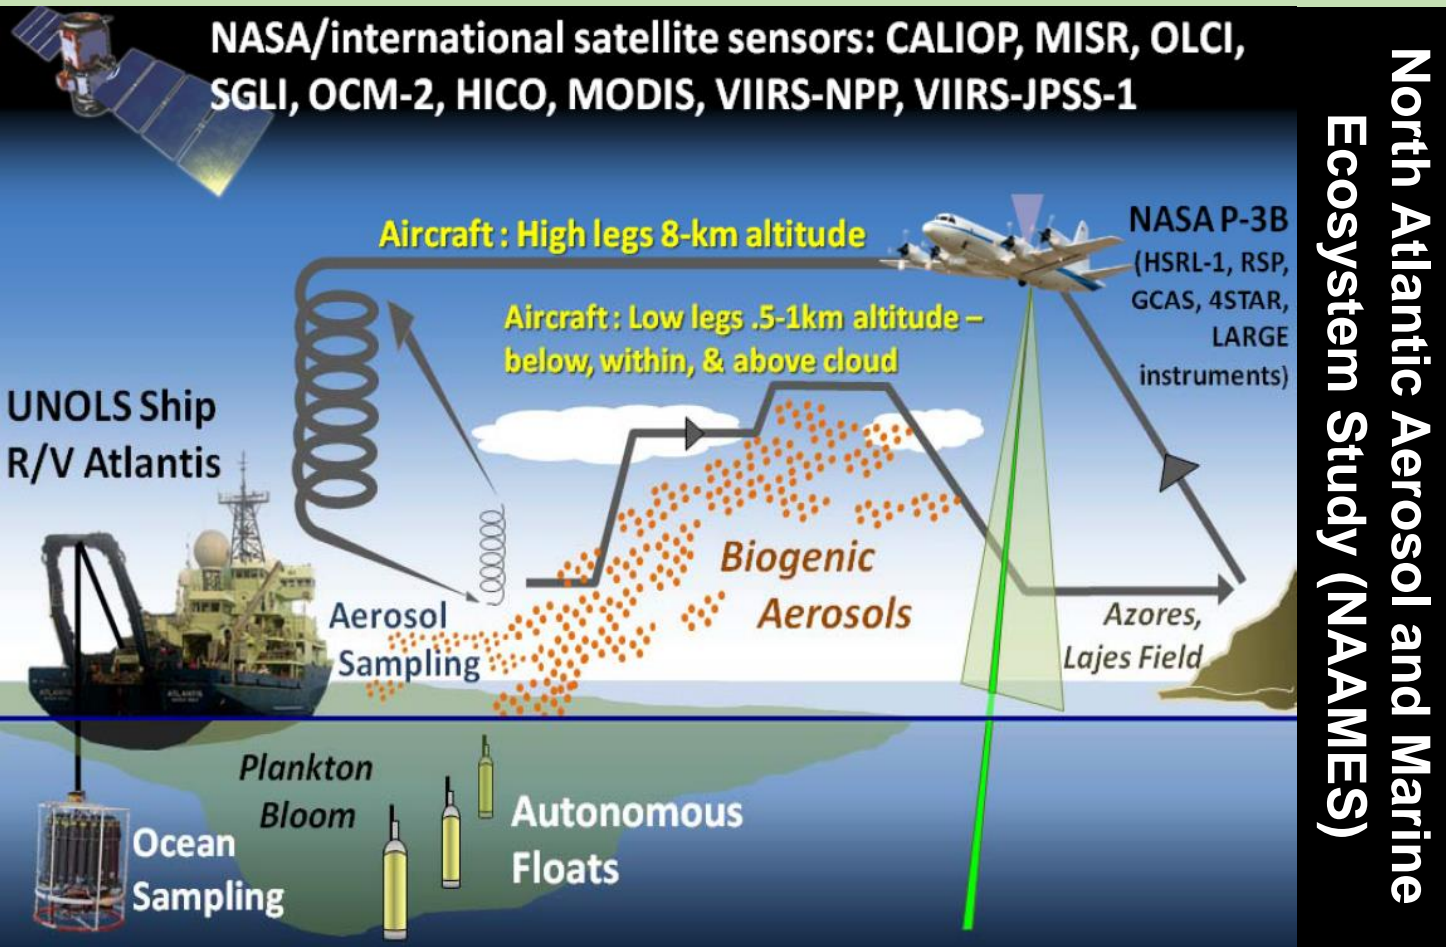 NASA/international satellite sensors: CALIOP, MISR, OLCI,
SGLI, OCM-2, HICO, MODIS, VIIRS-NPP, VIIRS-JPSS-1
North Atlantic Aerosol and Marine
Ecosystem Study (NAAMES)
Aircraft : High legs 8-km altitude
NASA P-3B
(HSRL-1, RSP,
GCAS, 4STAR,
LARGE
instruments)
Aircraft : Low legs .5-1km altitude –
below, within, & above cloud
UNOLS Ship
R/V Atlantis
Biogenic
Aerosols
Aerosol
Sampling
Azores,
Lajes Field
ATLANTIS
ATLANTIS
Plankton
Bloom
Autonomous
Floats
Ocean
Sampling